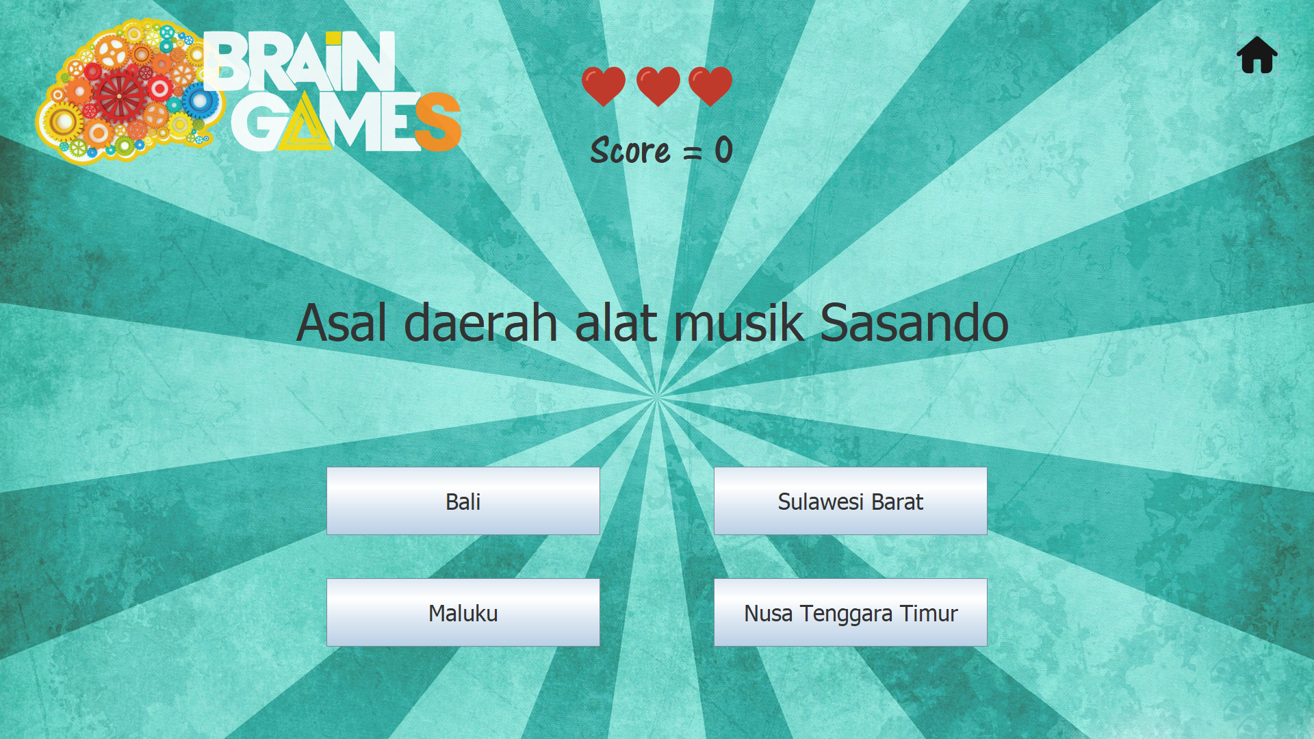 BRAiN
GAMES
Score = 0
Asal daerah alat musik Sasando
Bali
Sulawesi Barat
Maluku
Nusa Tenggara Timur